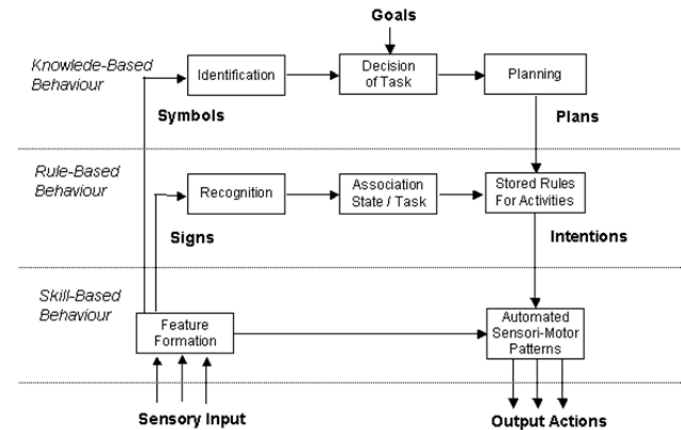 Goals
Knowlede-Based
Behaviour
Identification
Decision
of Task
Planning
Symbols
Plans
Rule-Based
Behaviour
Recognition
Association
State / Task
Stored Rules
For Activities
Signs
Intentions
Skill-Based
Behaviour
Feature
Formation
Automated
Sensori-Motor
Patterns
Sensory Input
Output Actions